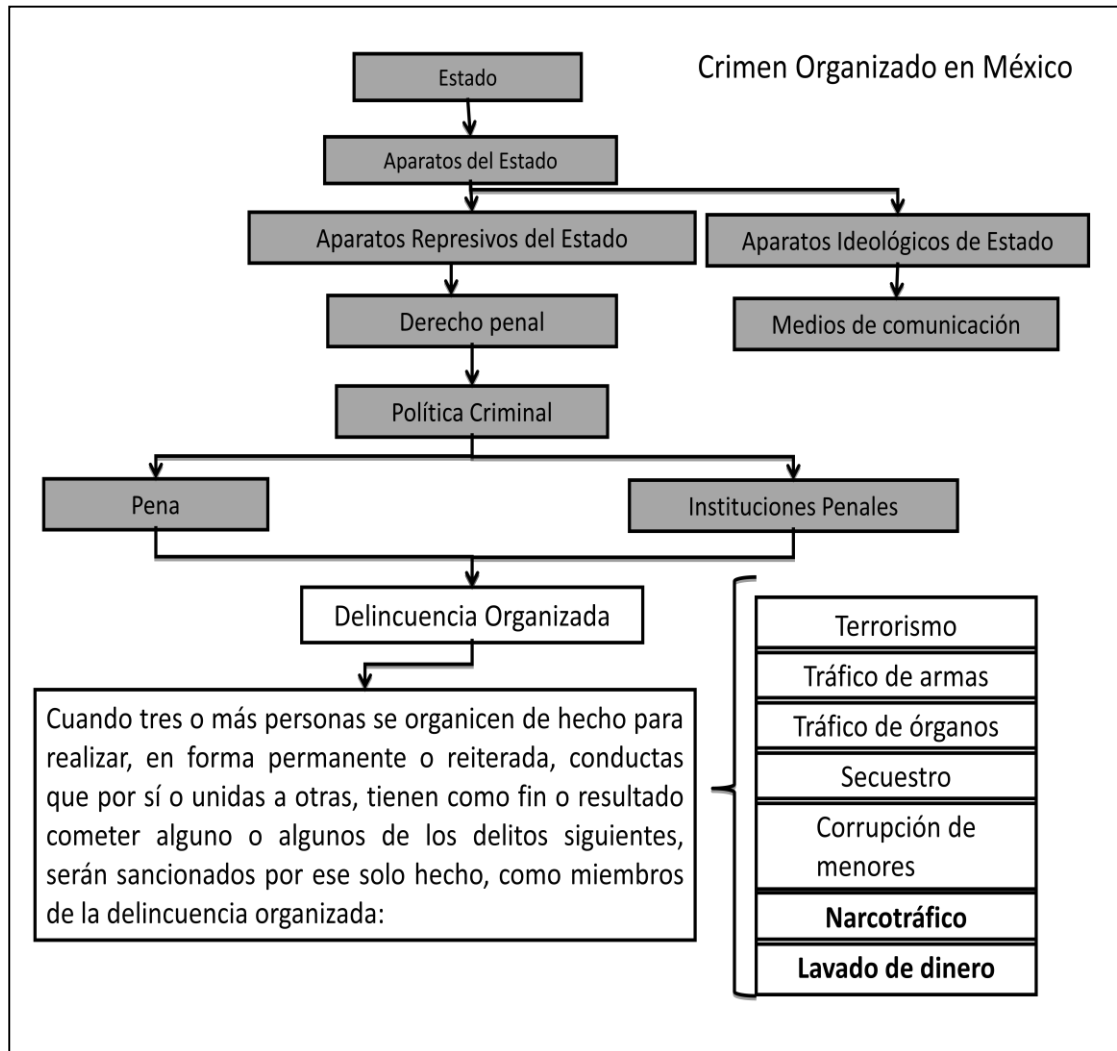 Crimen Organizado en México
Estado
Aparatos del Estado
Aparatos Represivos del Estado
Aparatos Ideológicos de Estado
Derecho penal
Medios de comunicación
Política Criminal
Pena
Instituciones Penales
Delincuencia Organizada
Cuando tres o más personas se organicen de hecho para
realizar, en forma permanente o reiterada, conductas
que por sí o unidas a otras, tienen como fin o resultado
cometer alguno o algunos de los delitos siguientes,
serán sancionados por ese solo hecho, como miembros
de la delincuencia organizada:
Terrorismo
Tráfico de armas
Tráfico de órganos
Secuestro
Corrupción de
menores
Narcotráfico
Lavado de dinero